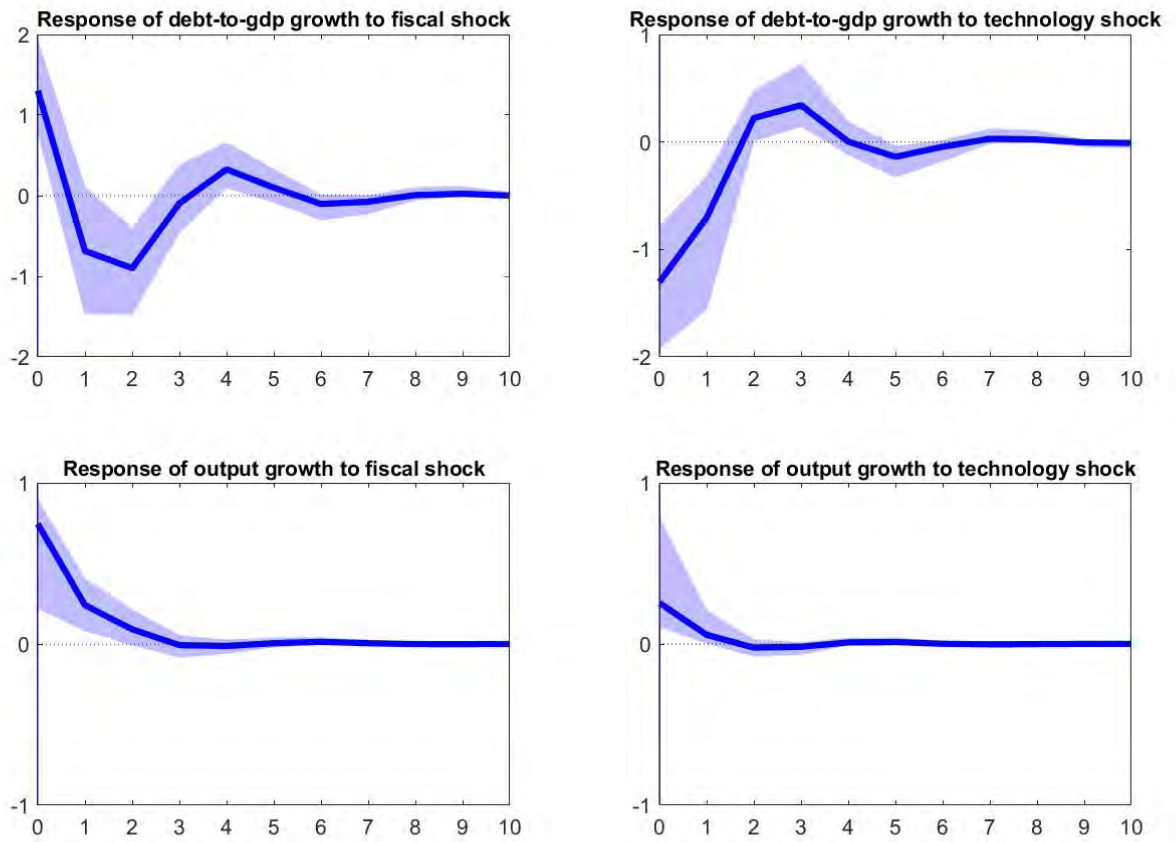 Response of debt-to-gdp growth to fiscal shock
2
1
0
-1
-2
0 1 2 3 4 5 6 7 8 9 10
Response of debt-to-gdp growth to technology shock
1
0
-1
-2
0 1 2 3 4 5 6 7 8 9 10
Response of output growth to fiscal shock
1
0
-1
0 1 2 3 4 5 6 7 8 9 10
Response of output growth to technology shock
1
0
-1
0 1 2 3 4 5 6 7 8 9 10